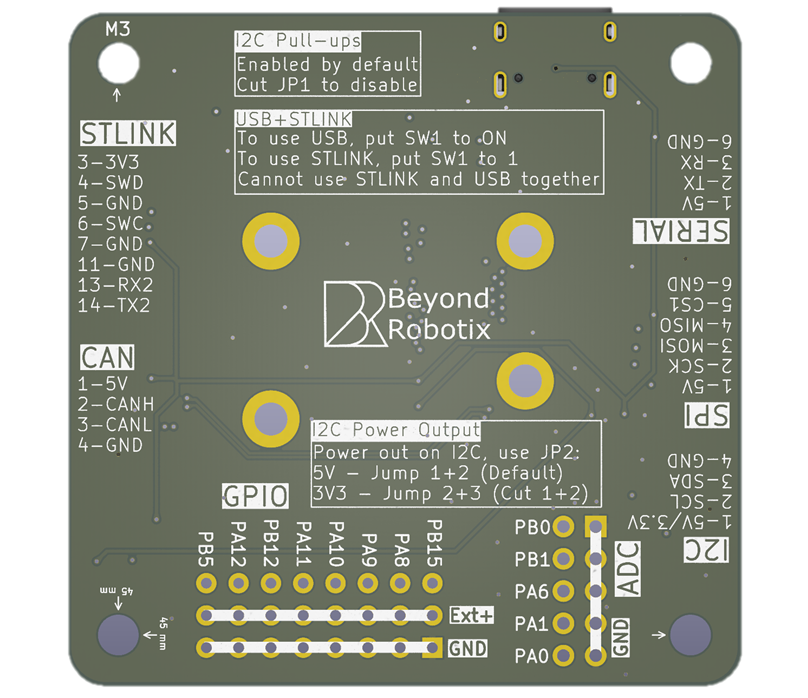 M3
I2C Pull-ups
Enabled by default
Cut JP1 to disable
USB+STLINK
To use USB, put SW1 to ON
To use STLINK, put SW1 to 1
Cannot use STLINK and USB together
STLINK
3-3V3
4-SWD
5-GND
6-SWC
7-GND
11-GND
13-RX2
14-TX2
CAN
1-5V
2-CANH
3-CANL
4-GND
Beyond
Robotix
SERIAL
1-5V
2-TX
3-RX
6-GND
SPI
1-5V
2-SCK
3-MOSI
4-MISO
5-CS1
6-GND
I2C
1-5V/3.3V
2-SCL
3-SDA
4-GND
I2C Power Output
Power out on I2C, use JP2:
5V - Jump 1+2 (Default)
3V3 - Jump 2+3 (Cut 1+2)
GPIO
PB5 PA12 PB12 PA11 PA10 PA9 PA8 PB15
Ext+
GND
PB0
PB1
PA6
PA1
PA0
ADC
GND
45 mm
45 mm